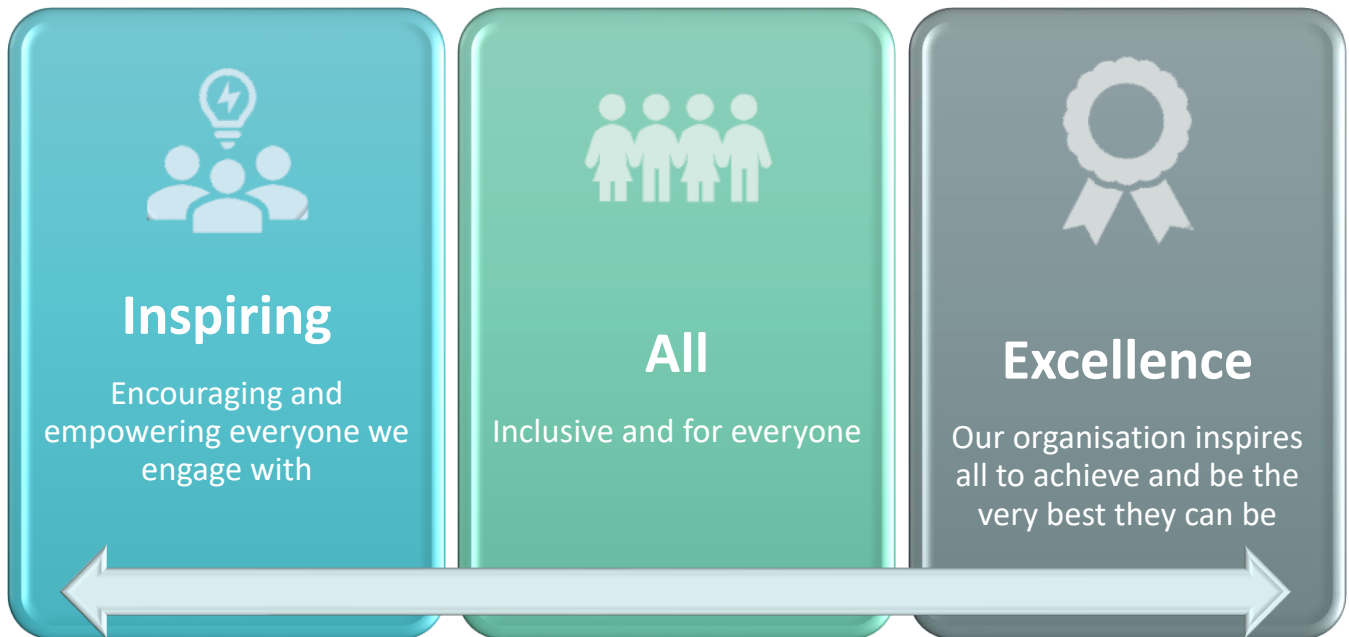 Inspiring
Encouraging and
empowering everyone we
engage with
All
Inclusive and for everyone
Excellence
Our organisation inspires
all to achieve and be the
very best they can be